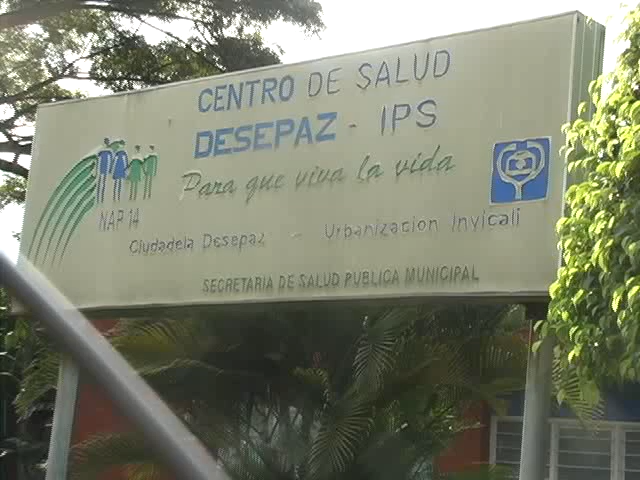 CENTRO DE SALUD
DESEPAZ - IPS
Para que viva la vida
NAP 14
Ciudadela Desepaz - Urbanizacion Invicali
SECRETARIA DE SALUD PUBLICA MUNICIPAL